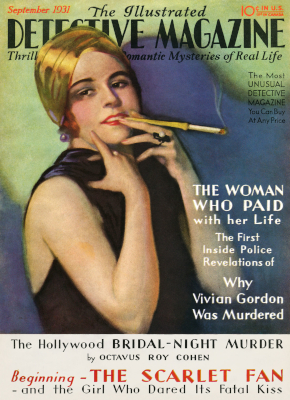 September 1931
The Illustrated
10¢ IN U.S.
DETECTIVE MAGAZINE
Thrill
Romantic Mysteries of Real Life
The Most
UNUSUAL
DETECTIVE
MAGAZINE
You Can Buy
At Any Price
THE WOMAN
WHO PAID
with her Life
The First
Inside Police
Revelations of
Why
Vivian Gordon
Was Murdered
The Hollywood BRIDAL-NIGHT MURDER
by OCTAVUS ROY COHEN
Beginning - THE SCARLET FAN
- and the Girl Who Dared Its Fatal Kiss